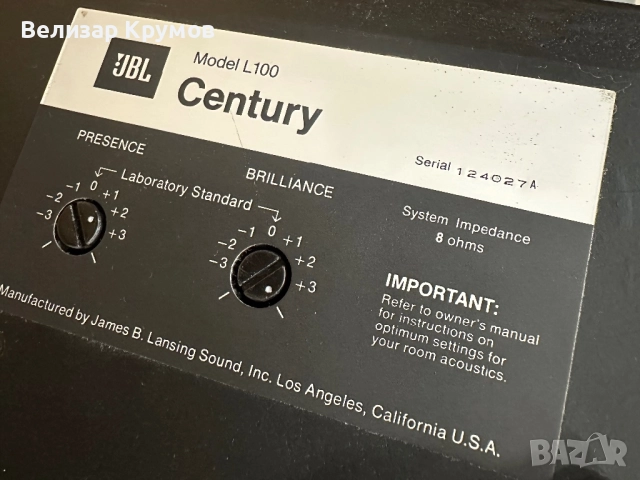 Велизар Крумов
JBL
Model L100
Century
Serial 124027A
PRESENCE
-3 -2 -1 0 +1 +2 +3
Laboratory Standard
BRILLIANCE
-3 -2 -1 0 +1 +2 +3
System Impedance
8 ohms
IMPORTANT:
Refer to owner's manual
for instructions on
optimum settings for
your room acoustics.
Manufactured by James B. Lansing Sound, Inc. Los Angeles, California U.S.A.
BAZAR